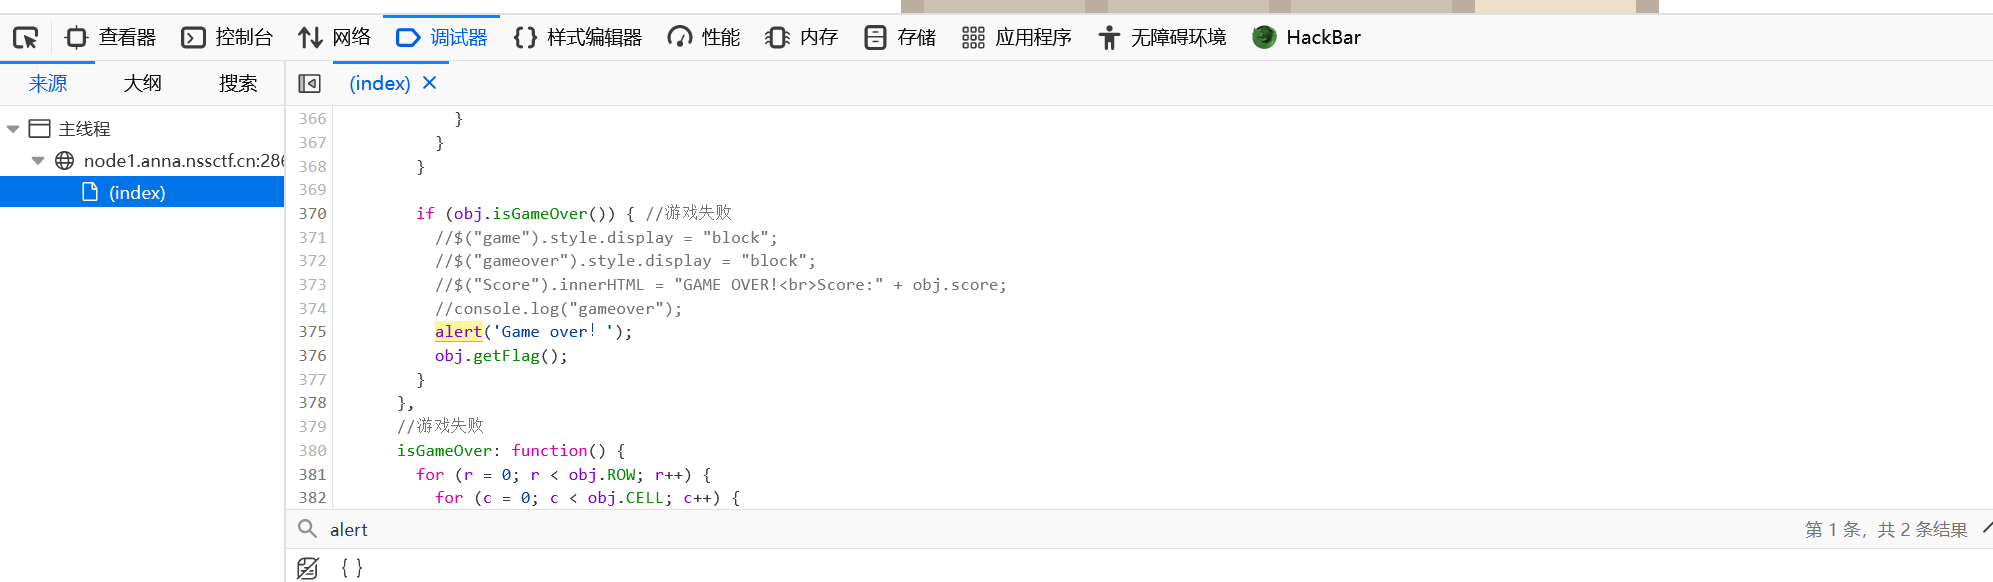 查看器 控制台 网络 调试器 {} 样式编辑器 性能 内存 存储 应用程序 无障碍环境 HackBar
来源 大纲 搜索 (index) ×
主线程
node1.anna.nssctf.cn:286
(index)
366 }
367 }
368 }
369
370 if (obj.isGameOver()) { //游戏失败
371 //$("game").style.display = "block";
372 //$("gameover").style.display = "block";
373 //$("Score").innerHTML = "GAME OVER!<br>Score:" + obj.score;
374 //console.log("gameover");
375 alert('Game over！');
376 obj.getFlag();
377 }
378 },
379 //游戏失败
380 isGameOver: function() {
381 for (r = 0; r < obj.ROW; r++) {
382 for (c = 0; c < obj.CELL; c++) {
alert 第 1 条，共 2 条结果
{ }